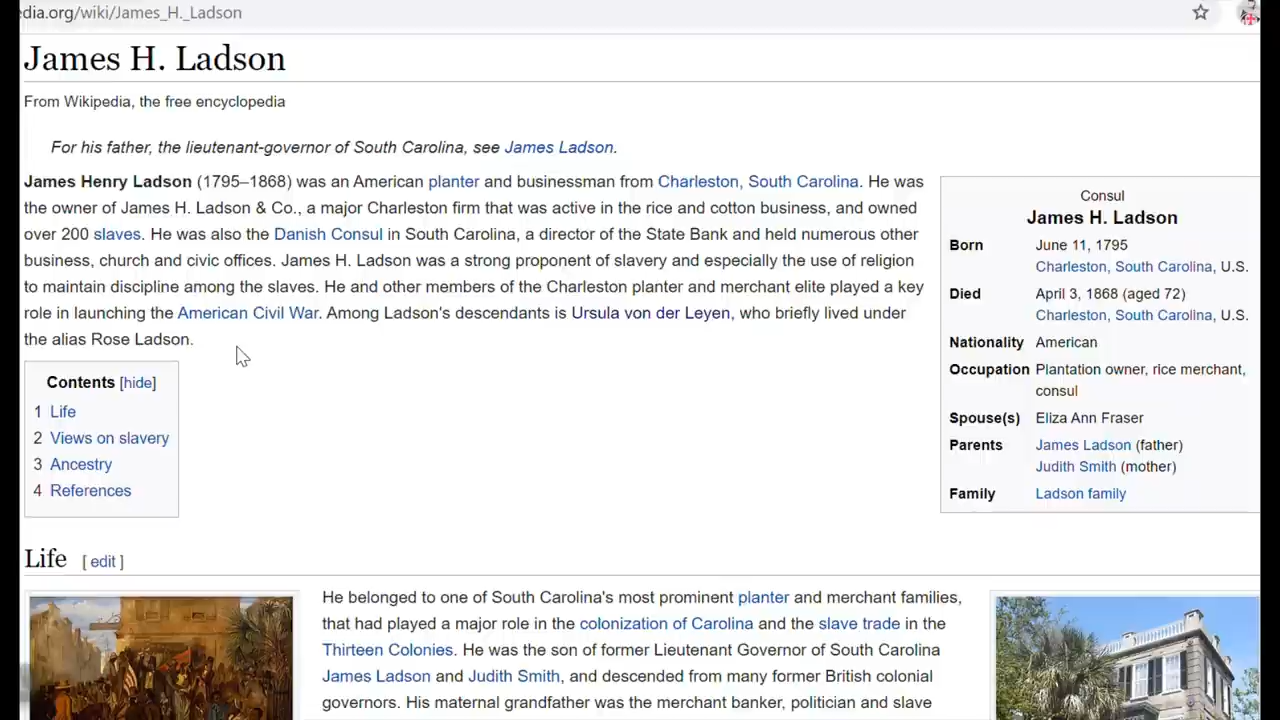 dia.org/wiki/James_H._Ladson
James H. Ladson
From Wikipedia, the free encyclopedia
For his father, the lieutenant-governor of South Carolina, see James Ladson.
James Henry Ladson (1795–1868) was an American planter and businessman from Charleston, South Carolina. He was
the owner of James H. Ladson & Co., a major Charleston firm that was active in the rice and cotton business, and owned
over 200 slaves. He was also the Danish Consul in South Carolina, a director of the State Bank and held numerous other
business, church and civic offices. James H. Ladson was a strong proponent of slavery and especially the use of religion
to maintain discipline among the slaves. He and other members of the Charleston planter and merchant elite played a key
role in launching the American Civil War. Among Ladson's descendants is Ursula von der Leyen, who briefly lived under
the alias Rose Ladson.
Consul
James H. Ladson
Born June 11, 1795
Charleston, South Carolina, U.S.
Died April 3, 1868 (aged 72)
Charleston, South Carolina, U.S.
Nationality American
Occupation Plantation owner, rice merchant,
consul
Spouse(s) Eliza Ann Fraser
Parents James Ladson (father)
Judith Smith (mother)
Family Ladson family
Contents [hide]
1 Life
2 Views on slavery
3 Ancestry
4 References
Life [ edit ]
He belonged to one of South Carolina's most prominent planter and merchant families,
that had played a major role in the colonization of Carolina and the slave trade in the
Thirteen Colonies. He was the son of former Lieutenant Governor of South Carolina
James Ladson and Judith Smith, and descended from many former British colonial
governors. His maternal grandfather was the merchant banker, politician and slave